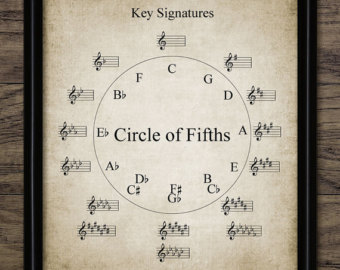 Key Signatures
C
F G
B♭ D
E♭ Circle of Fifths A
A♭ E
D♭ B
C♯ F♯ C♭
G♭